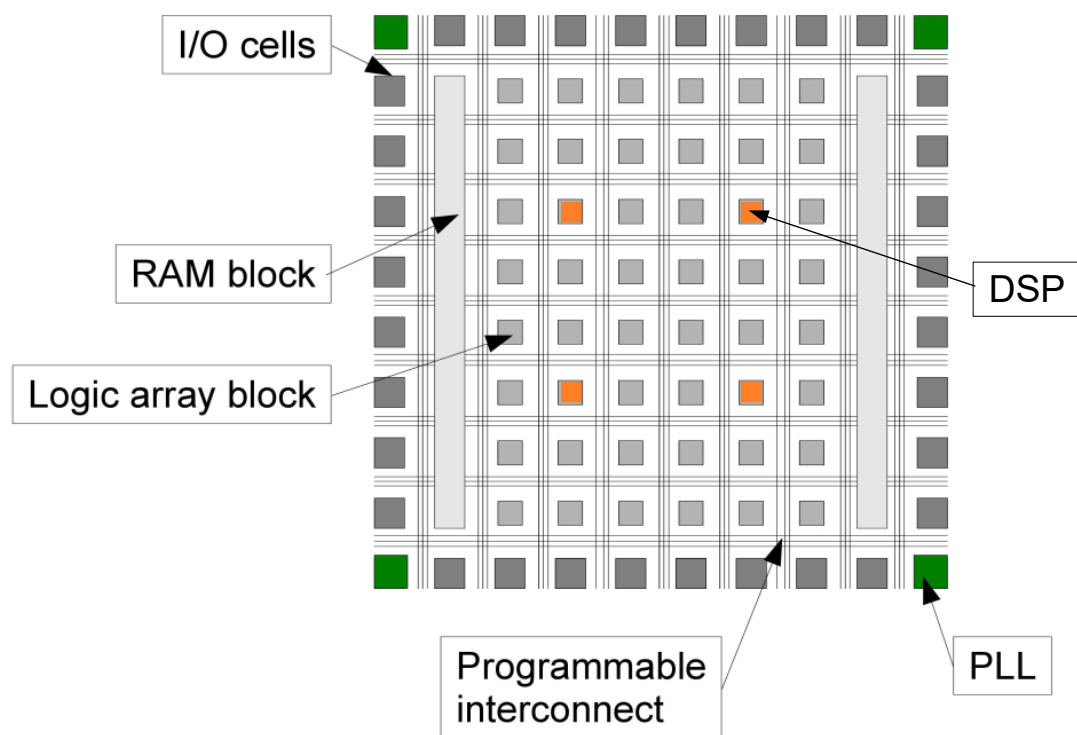 I/O cells
RAM block
DSP
Logic array block
Programmable
interconnect
PLL